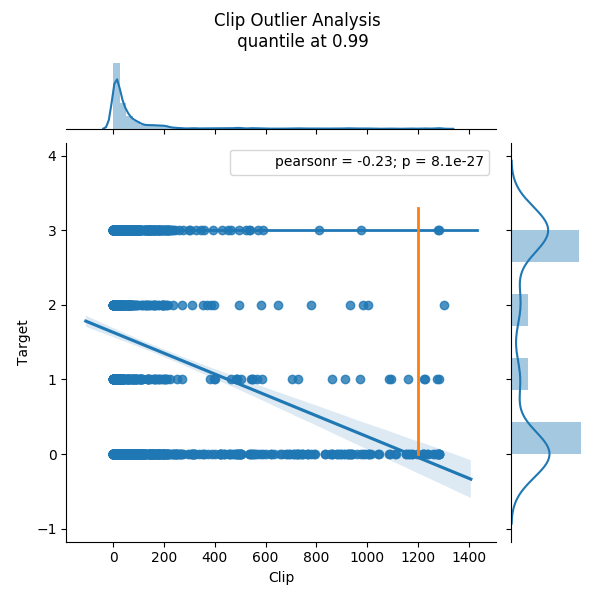 Clip Outlier Analysis
quantile at 0.99
pearsonr = -0.23; p = 8.1e-27
4
3
2
1
0
−1
Target
0 200 400 600 800 1000 1200 1400
Clip